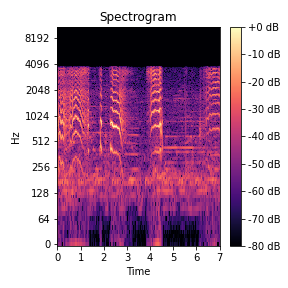 Spectrogram
8192
4096
2048
1024
512
256
128
64
0
Hz
0 1 2 3 4 5 6 7
Time
+0 dB
-10 dB
-20 dB
-30 dB
-40 dB
-50 dB
-60 dB
-70 dB
-80 dB